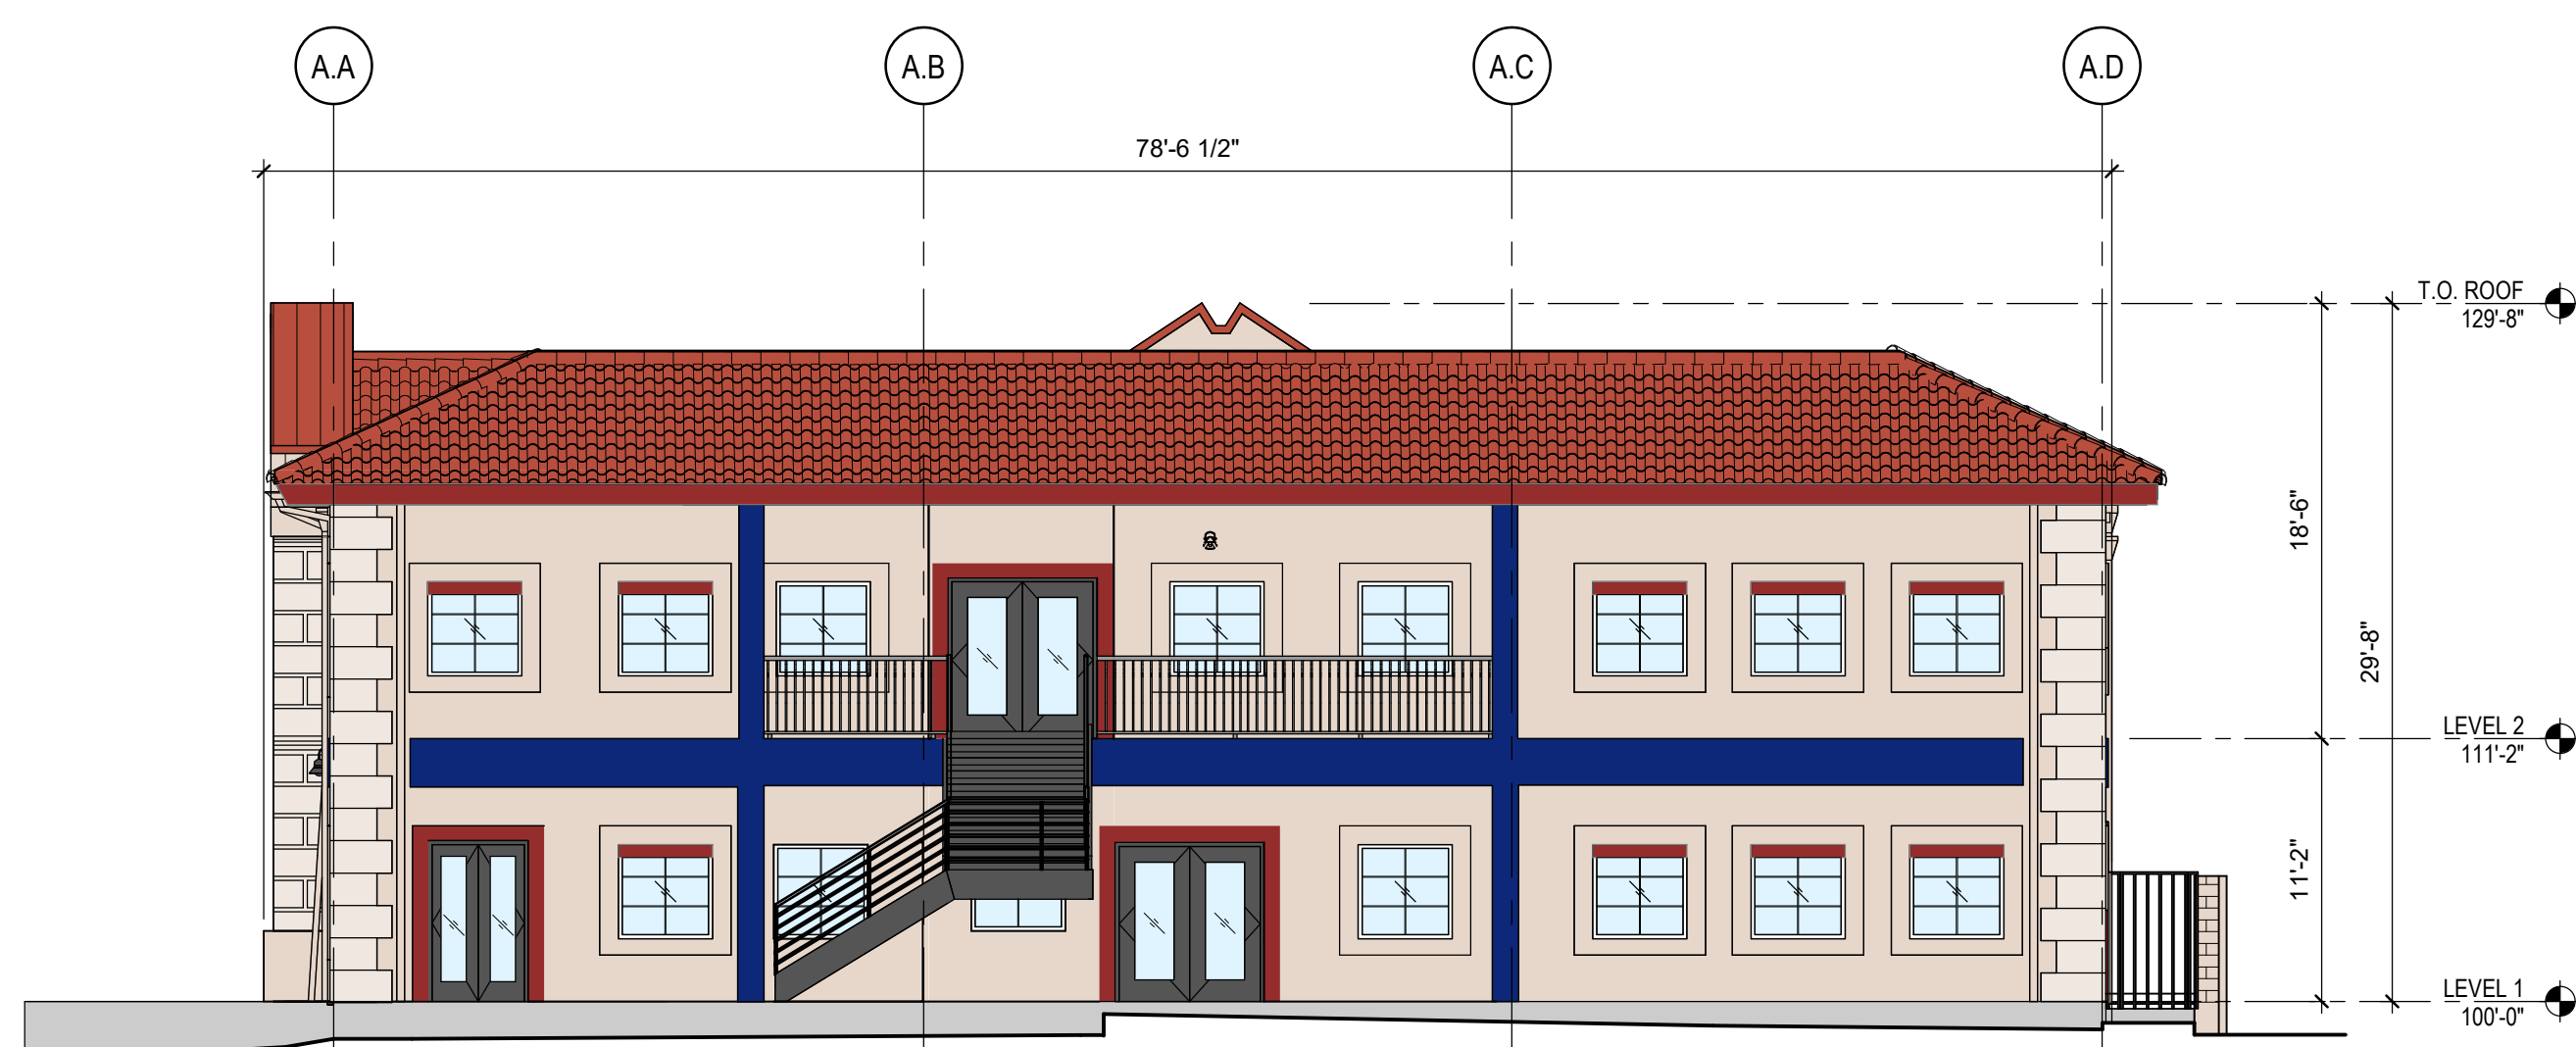 A.A
A.B
A.C
A.D
78'-6 1/2"
T.O. ROOF
129'-8"
18'-6"
29'-8"
LEVEL 2
111'-2"
11'-2"
LEVEL 1
100'-0"